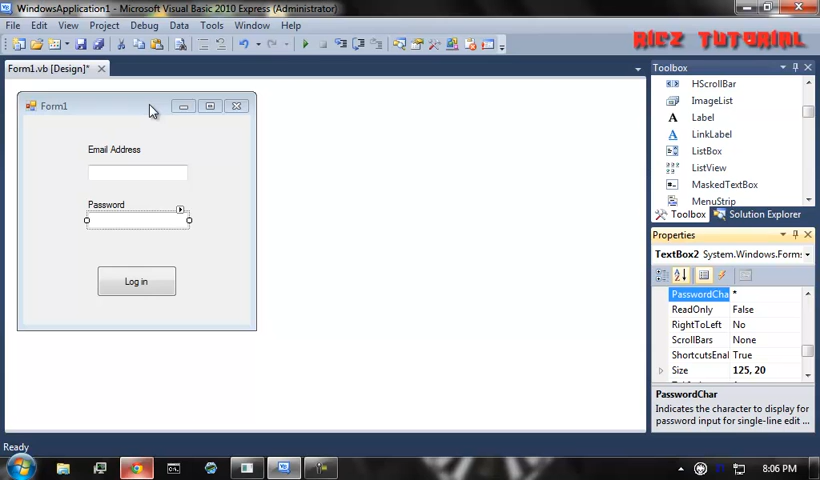 WindowsApplication1 - Microsoft Visual Basic 2010 Express (Administrator)
File Edit View Project Debug Data Tools Window Help
RICZ TUTORIAL
Form1.vb [Design]*
Toolbox
HScrollBar
ImageList
Label
LinkLabel
ListBox
ListView
MaskedTextBox
MenuStrip
Toolbox Solution Explorer
Form1
Email Address
Password
Log in
Properties
TextBox2 System.Windows.Forms
PasswordCha *
ReadOnly False
RightToLeft No
ScrollBars None
ShortcutsEnal True
Size 125, 20
PasswordChar
Indicates the character to display for
password input for single-line edit ...
Ready
8:06 PM